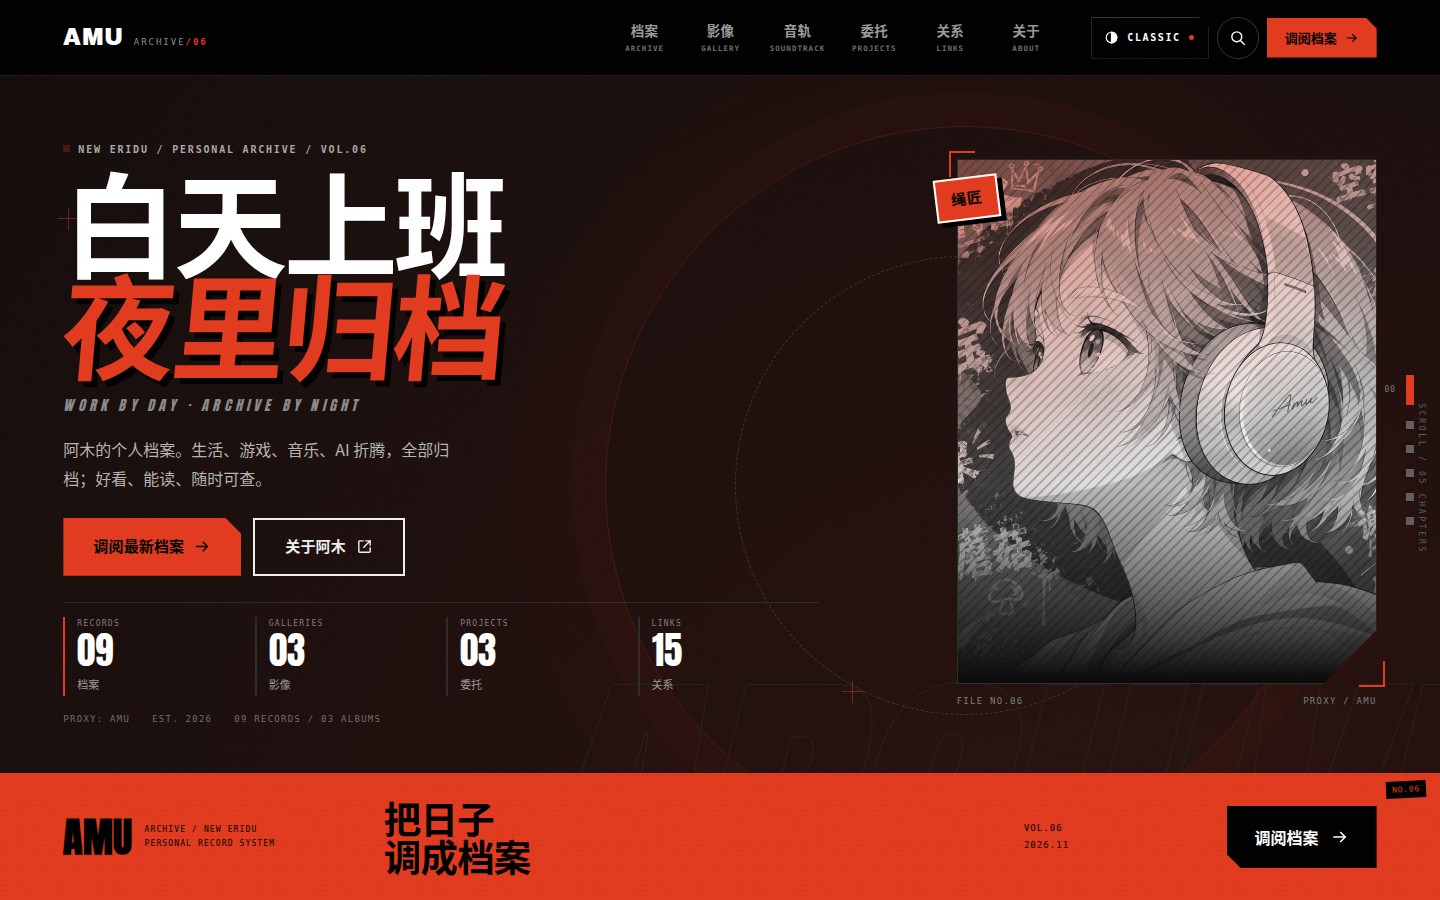 AMU ARCHIVE/06
档案 影像 音轨 委托 关系 关于
ARCHIVE GALLERY SOUNDTRACK PROJECTS LINKS ABOUT
CLASSIC
调阅档案
NEW ERIDU / PERSONAL ARCHIVE / VOL.06
白天上班
夜里归档
WORK BY DAY · ARCHIVE BY NIGHT
阿木的个人档案。生活、游戏、音乐、AI 折腾，全部归
档；好看、能读、随时可查。
调阅最新档案
关于阿木
RECORDS GALLERIES PROJECTS LINKS
09 03 03 15
档案 影像 委托 关系
PROXY: AMU EST. 2026 09 RECORDS / 03 ALBUMS
绳匠
Amu
蘑菇
FILE NO.06 PROXY / AMU
00
SCROLL / 05 CHAPTERS
AMU
ARCHIVE / NEW ERIDU
PERSONAL RECORD SYSTEM
把日子
调成档案
VOL.06
2026.11
NO.06
调阅档案